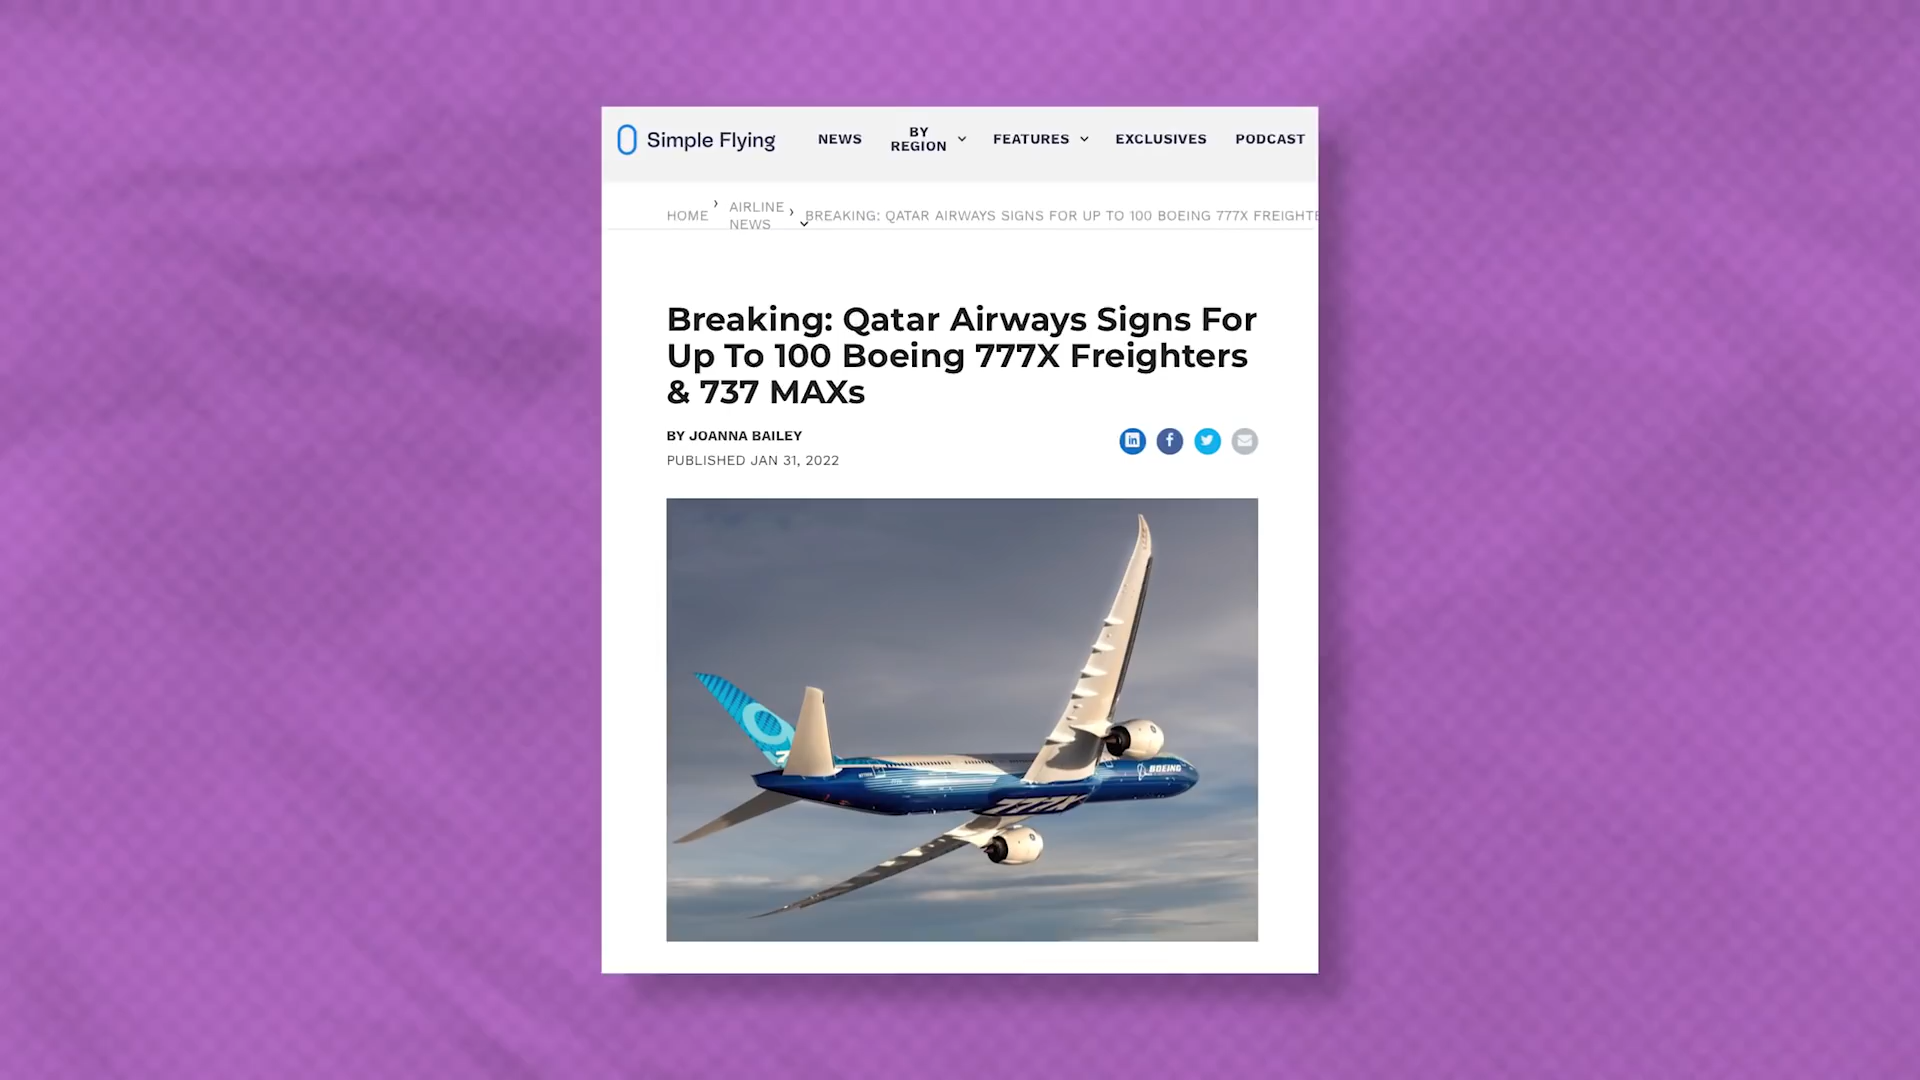 Simple Flying
NEWS
BY
REGION
FEATURES
EXCLUSIVES
PODCAST
HOME
AIRLINE
NEWS
BREAKING: QATAR AIRWAYS SIGNS FOR UP TO 100 BOEING 777X FREIGHTE
Breaking: Qatar Airways Signs For
Up To 100 Boeing 777X Freighters
& 737 MAXs
BY JOANNA BAILEY
PUBLISHED JAN 31, 2022
BOEING
777X